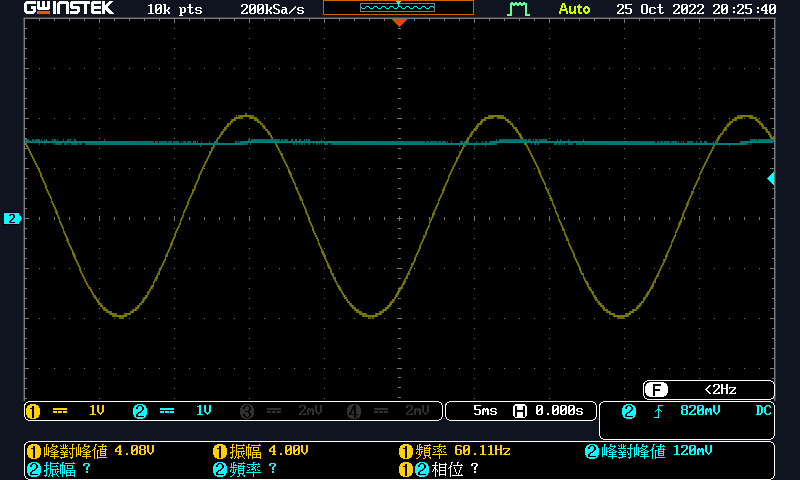 GWINSTEK 10k pts 200kSa/s Auto 25 Oct 2022 20:25:40
2
F <2Hz
1 1V 2 1V 3 2mV 4 2mV 5ms H 0.000s 2 820mV DC
1峰對峰值 4.08V 1振幅 4.00V 1頻率 60.11Hz 2峰對峰值 120mV
2振幅 ? 2頻率 ? 1 2相位 ?